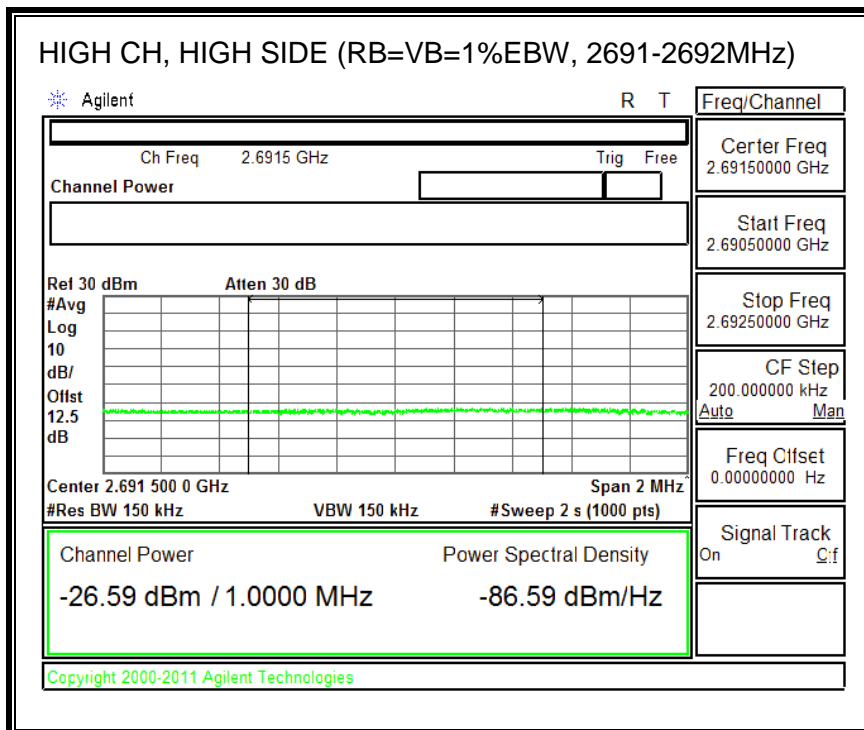 HIGH CH, HIGH SIDE (RB=VB=1%EBW, 2691-2692MHz)
Agilent R T Freq/Channel
Ch Freq 2.6915 GHz Trig Free
Channel Power
Center Freq
2.69150000 GHz
Start Freq
2.69050000 GHz
Stop Freq
2.69250000 GHz
CF Step
200.000000 kHz
Auto Man
Freq Offset
0.00000000 Hz
Signal Track
On Off
Ref 30 dBm Atten 30 dB
#Avg
Log
10
dB/
Offst
12.5
dB
Center 2.691 500 0 GHz Span 2 MHz
#Res BW 150 kHz VBW 150 kHz #Sweep 2 s (1000 pts)
Channel Power Power Spectral Density
-26.59 dBm / 1.0000 MHz -86.59 dBm/Hz
Copyright 2000-2011 Agilent Technologies